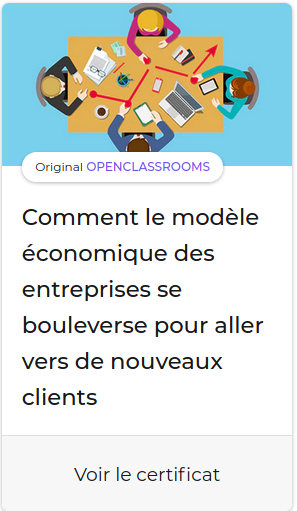 Original OPENCLASSROOMS
Comment le modèle
économique des
entreprises se
bouleverse pour aller
vers de nouveaux
clients
Voir le certificat